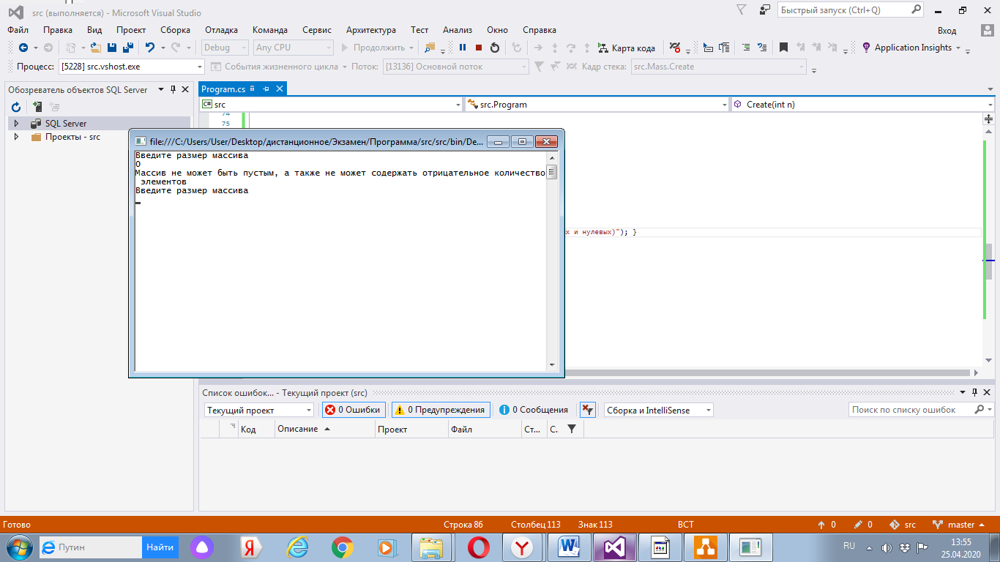 src (выполняется) - Microsoft Visual Studio
Быстрый запуск (Ctrl+Q)
Файл Правка Вид Проект Сборка Отладка Команда Сервис Архитектура Тест Анализ Окно Справка
Вход
Debug Any CPU Продолжить Карта кода Application Insights
Процесс: [5228] src.vshost.exe События жизненного цикла Поток: [13136] Основной поток Кадр стека: src.Mass.Create
Обозреватель объектов SQL Server
SQL Server
Проекты - src
Program.cs
C# src src.Program Create(int n)
74
75
file:///C:/Users/User/Desktop/дистанционное/Экзамен/Программа/src/src/bin/De...
Введите размер массива
0
Массив не может быть пустым, а также не может содержать отрицательное количество
элементов
Введите размер массива
х и нулевых)"); }
Список ошибок... - Текущий проект (src)
Текущий проект 0 Ошибки 0 Предупреждения 0 Сообщения Сборка и IntelliSense Поиск по списку ошибок
Код Описание Проект Файл Ст... С.
Готово Строка 86 Столбец 113 Знак 113 ВСТ 0 0 src master
Путин Найти
RU
13:55
25.04.2020